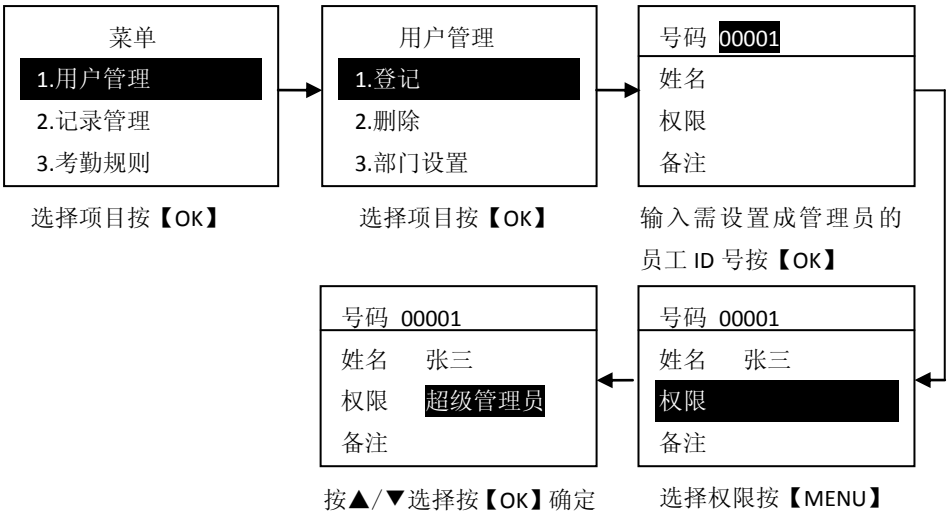 菜单
1.用户管理
2.记录管理
3.考勤规则
选择项目按【OK】
用户管理
1.登记
2.删除
3.部门设置
选择项目按【OK】
号码 00001
姓名
权限
备注
输入需设置成管理员的
员工 ID 号按【OK】
号码 00001
姓名 张三
权限
备注
选择权限按【MENU】
号码 00001
姓名 张三
权限 超级管理员
备注
按▲/▼选择按【OK】确定